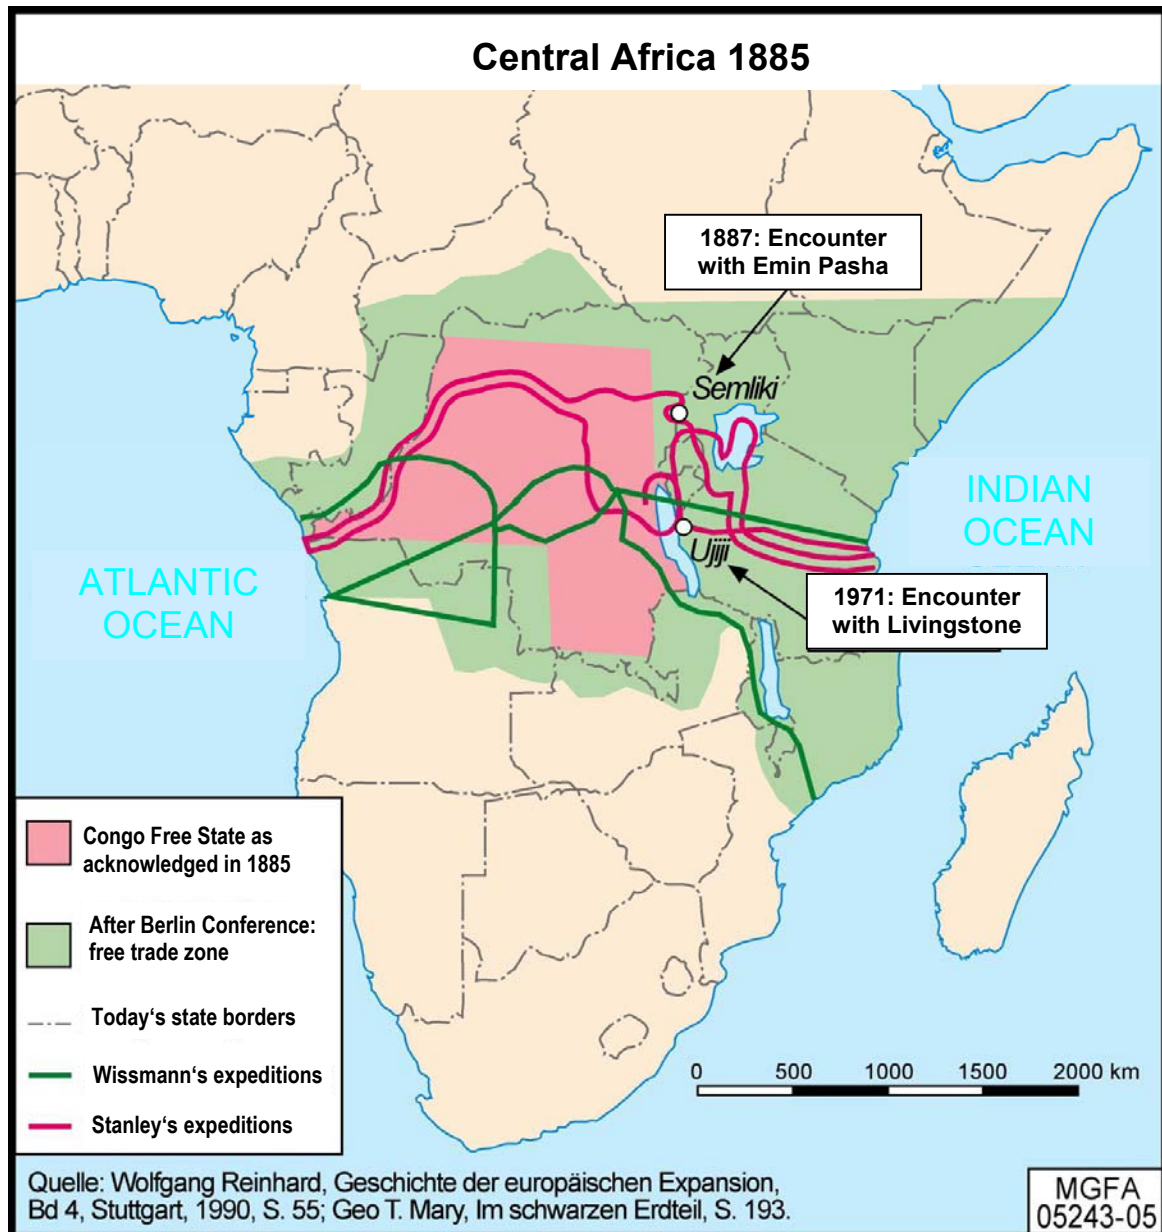 Central Africa 1885
1887: Encounter
with Emin Pasha
Semliki
INDIAN
OCEAN
Ujiji
ATLANTIC
OCEAN
1971: Encounter
with Livingstone
Congo Free State as
acknowledged in 1885
After Berlin Conference:
free trade zone
Today‘s state borders
Wissmann‘s expeditions
Stanley‘s expeditions
0 500 1000 1500 2000 km
Quelle: Wolfgang Reinhard, Geschichte der europäischen Expansion,
Bd 4, Stuttgart, 1990, S. 55; Geo T. Mary, Im schwarzen Erdteil, S. 193.
MGFA
05243-05